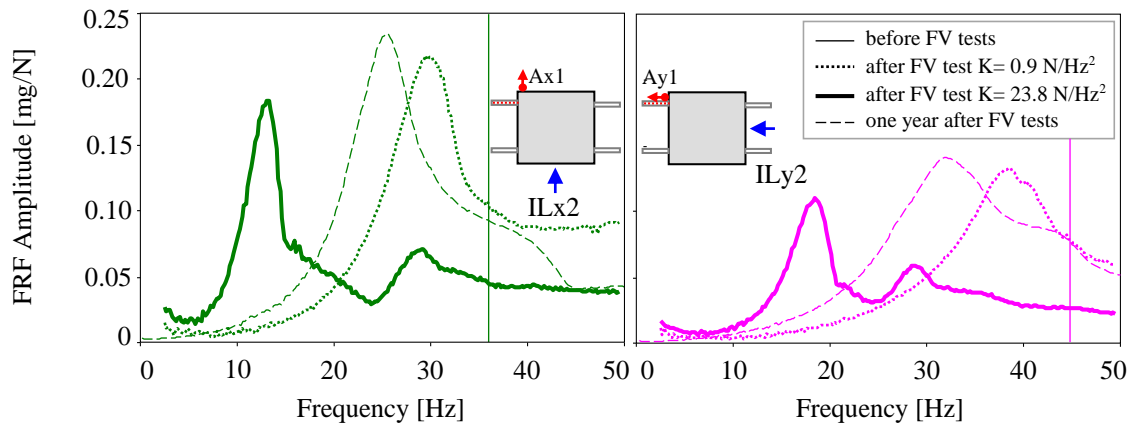 FRF Amplitude [mg/N]
0.25
0.20
0.15
0.10
0.05
0
0 10 20 30 40 50
Frequency [Hz]
Ax1
ILx2
0 10 20 30 40 50
Frequency [Hz]
Ay1
ILy2
before FV tests
after FV test K= 0.9 N/Hz²
after FV test K= 23.8 N/Hz²
one year after FV tests